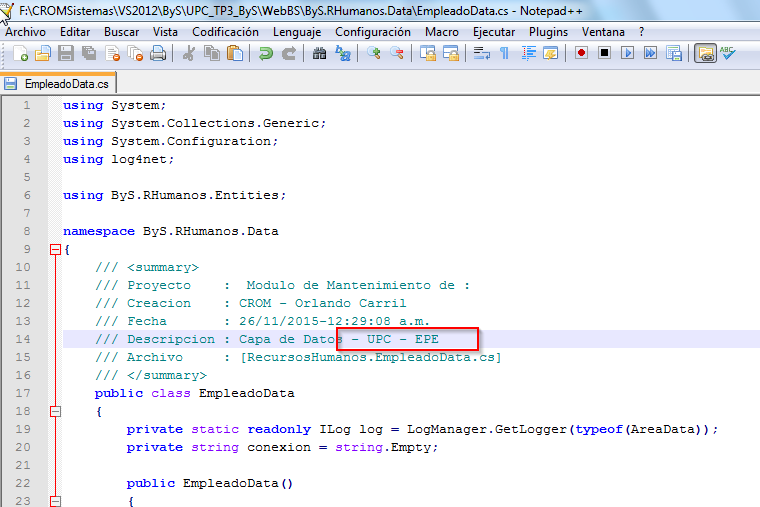 F:\CROMSistemas\VS2012\ByS\UPC_TP3_ByS\WebBS\ByS.RHumanos.Data\EmpleadoData.cs - Notepad++
Archivo Editar Buscar Vista Codificación Lenguaje Configuración Macro Ejecutar Plugins Ventana ?
EmpleadoData.cs
1 using System;
2 using System.Collections.Generic;
3 using System.Configuration;
4 using log4net;
5
6 using ByS.RHumanos.Entities;
7
8 namespace ByS.RHumanos.Data
9 {
10 /// <summary>
11 /// Proyecto    :  Modulo de Mantenimiento de :
12 /// Creacion    : CROM - Orlando Carril
13 /// Fecha       : 26/11/2015-12:29:08 a.m.
14 /// Descripcion : Capa de Datos - UPC - EPE
15 /// Archivo     : [RecursosHumanos.EmpleadoData.cs]
16 /// </summary>
17 public class EmpleadoData
18 {
19 private static readonly ILog log = LogManager.GetLogger(typeof(AreaData));
20 private string conexion = string.Empty;
21
22 public EmpleadoData()
23 {